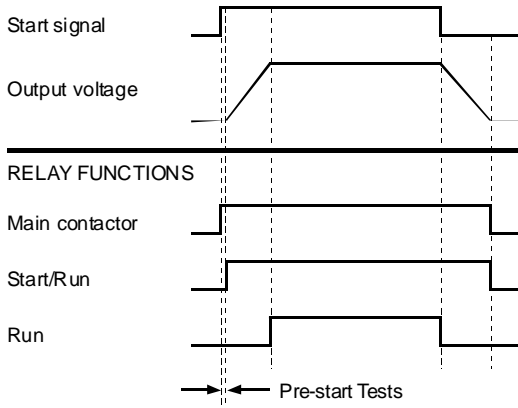 Start signal
Output voltage
RELAY FUNCTIONS
Main contactor
Start/Run
Run
Pre-start Tests